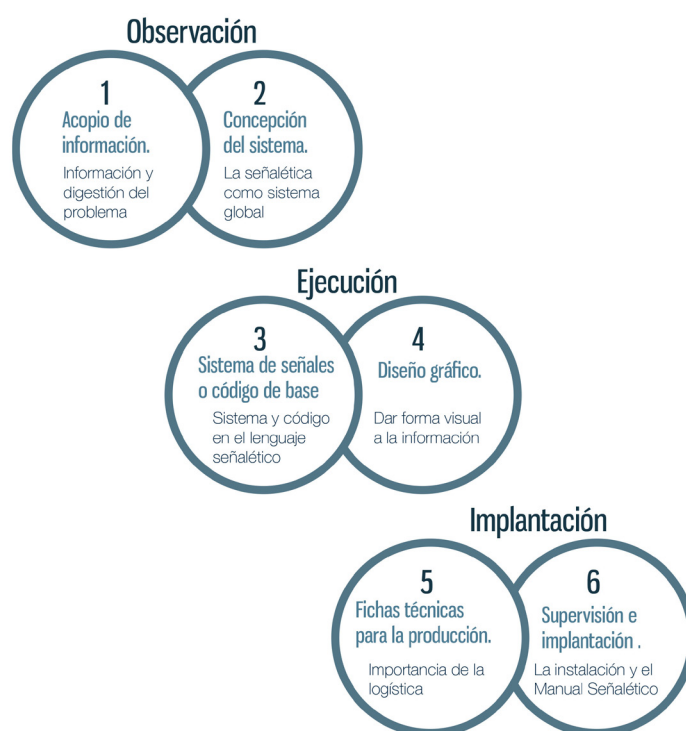 Observación
1
Acopio de
información.
Información y
digestión del
problema
2
Concepción
del sistema.
La señalética
como sistema
global
Ejecución
3
Sistema de señales
o código de base
Sistema y código
en el lenguaje
señalético
4
Diseño gráfico.
Dar forma visual
a la información
Implantación
5
Fichas técnicas
para la producción.
Importancia de la
logística
6
Supervisión e
implantación .
La instalación y el
Manual Señalético